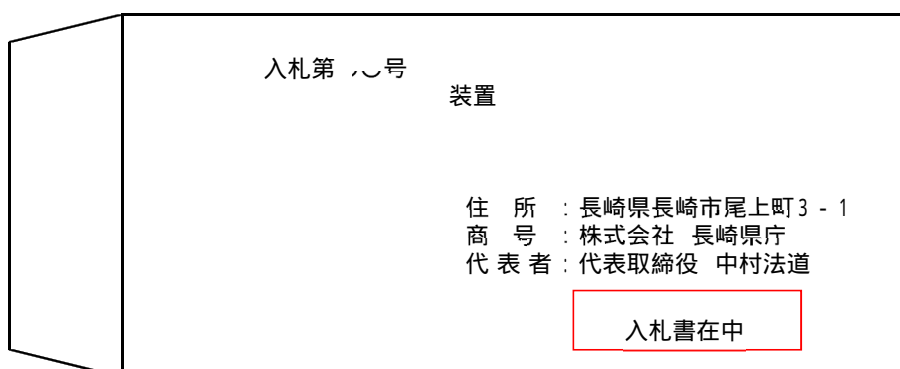 入札第 号
装置
住　所　：長崎県長崎市尾上町3－1
商　号　：株式会社　長崎県庁
代 表 者：代表取締役　中村法道
入札書在中